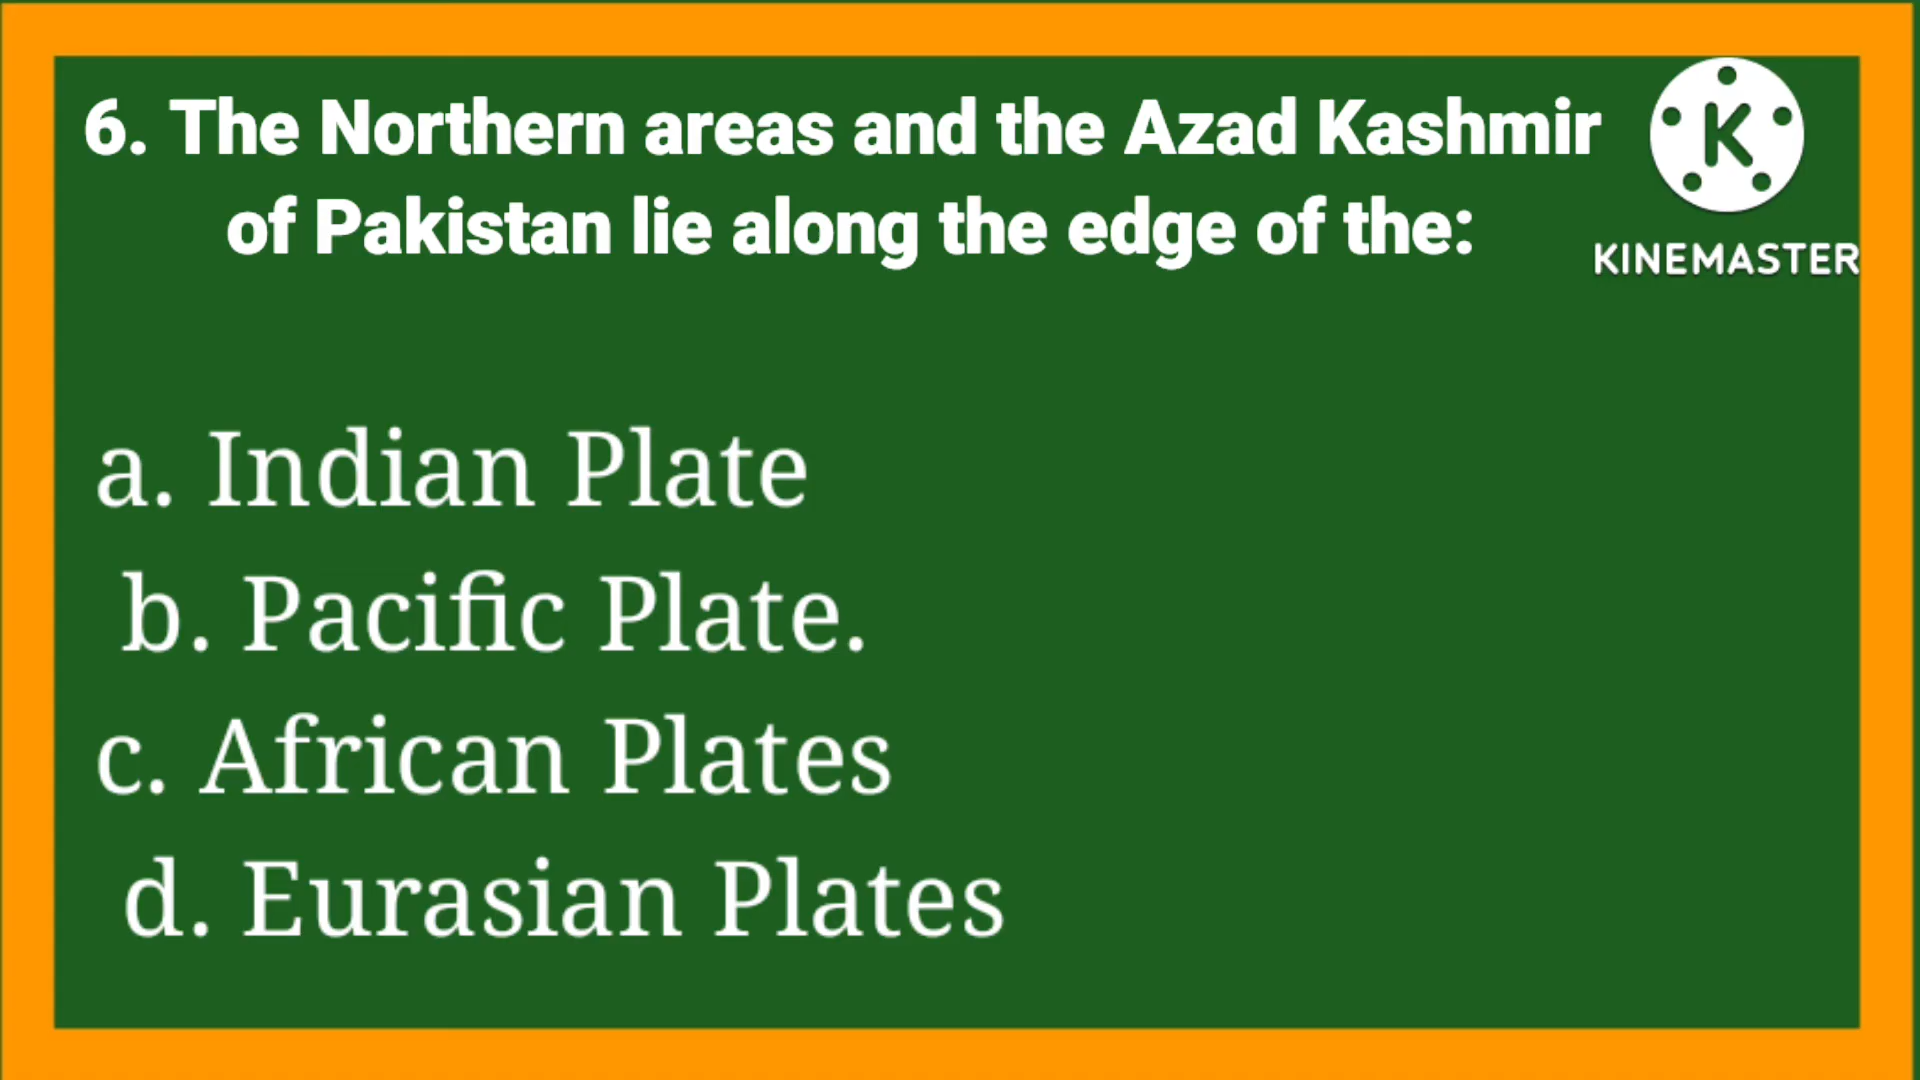 6. The Northern areas and the Azad Kashmir
of Pakistan lie along the edge of the:
K
KINEMASTER
a. Indian Plate
b. Pacific Plate.
c. African Plates
d. Eurasian Plates